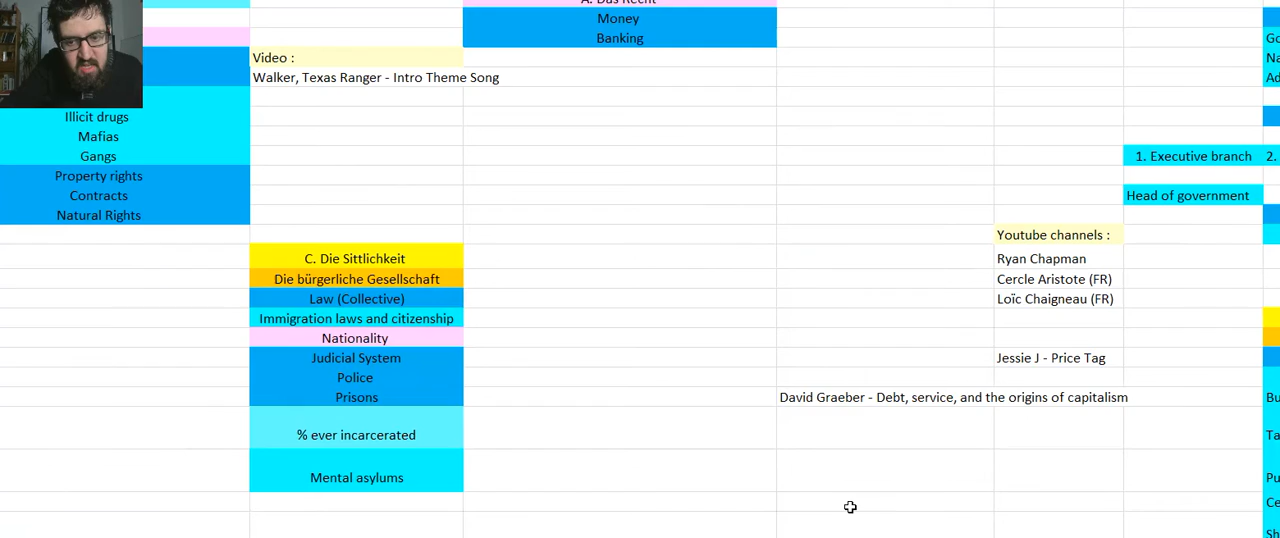 A. Das Recht
Money
Banking
Video :
Walker, Texas Ranger - Intro Theme Song
Illicit drugs
Mafias
Gangs
1. Executive branch
2.
Property rights
Contracts
Head of government
Natural Rights
Youtube channels :
C. Die Sittlichkeit
Ryan Chapman
Die bürgerliche Gesellschaft
Cercle Aristote (FR)
Law (Collective)
Loïc Chaigneau (FR)
Immigration laws and citizenship
Nationality
Judicial System
Jessie J - Price Tag
Police
Prisons
David Graeber - Debt, service, and the origins of capitalism
% ever incarcerated
Mental asylums